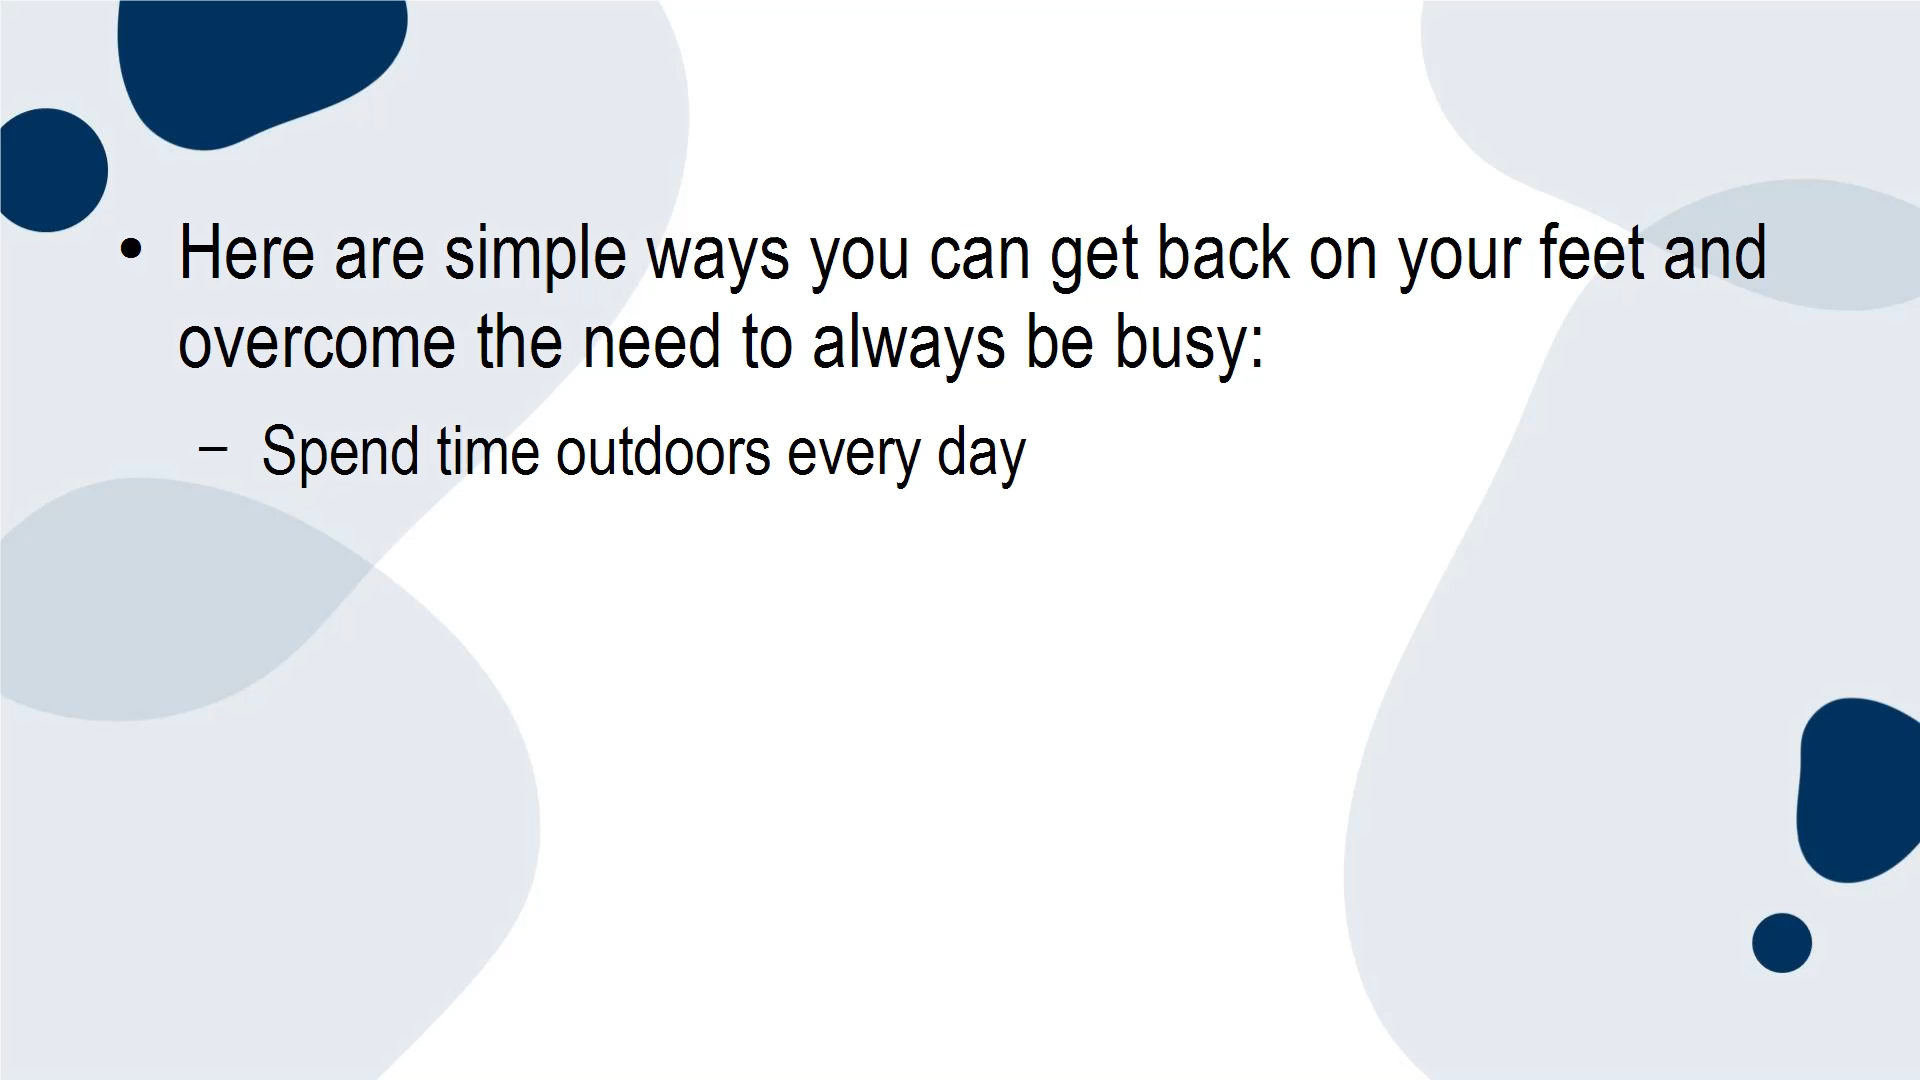 • Here are simple ways you can get back on your feet and
overcome the need to always be busy:
– Spend time outdoors every day